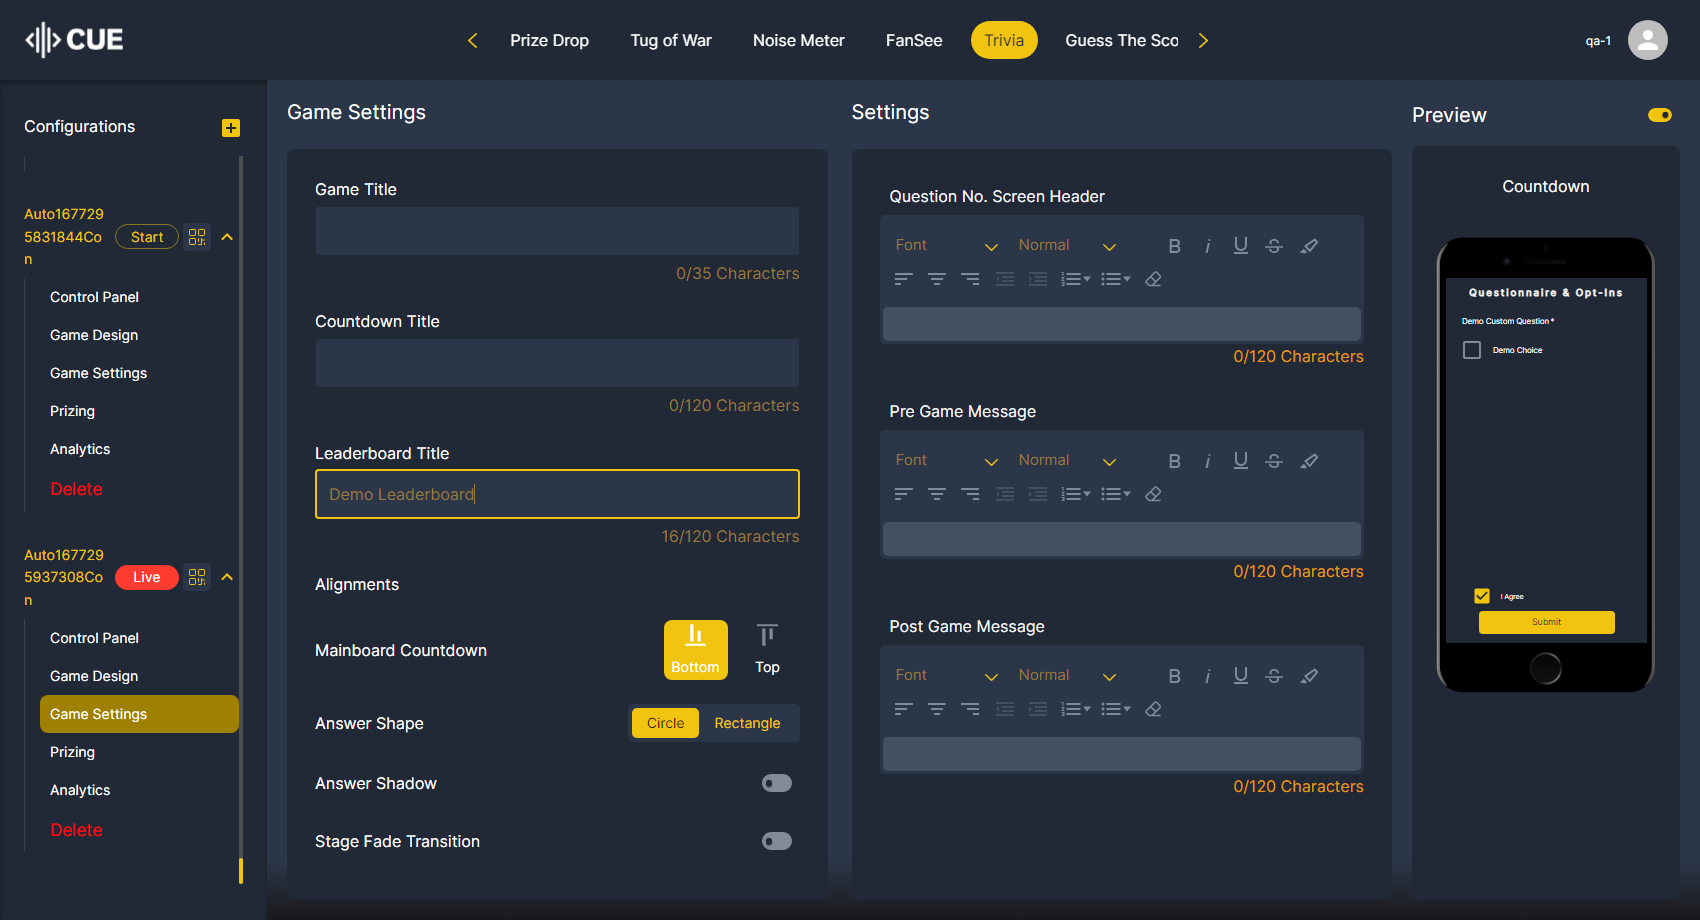 CUE
Prize Drop
Tug of War
Noise Meter
FanSee
Trivia
Guess The Sco
qa-1
Configurations
Auto167729
5831844Co
n
Start
Control Panel
Game Design
Game Settings
Prizing
Analytics
Delete
Auto167729
5937308Co
n
Live
Control Panel
Game Design
Game Settings
Prizing
Analytics
Delete
Game Settings
Game Title
0/35 Characters
Countdown Title
0/120 Characters
Leaderboard Title
Demo Leaderboard
16/120 Characters
Alignments
Mainboard Countdown
Bottom
Top
Answer Shape
Circle
Rectangle
Answer Shadow
Stage Fade Transition
Settings
Question No. Screen Header
Font
Normal
0/120 Characters
Pre Game Message
Font
Normal
0/120 Characters
Post Game Message
Font
Normal
0/120 Characters
Preview
Countdown
Questionnaire & Opt-Ins
Demo Custom Question *
Demo Choice
I Agree
Submit